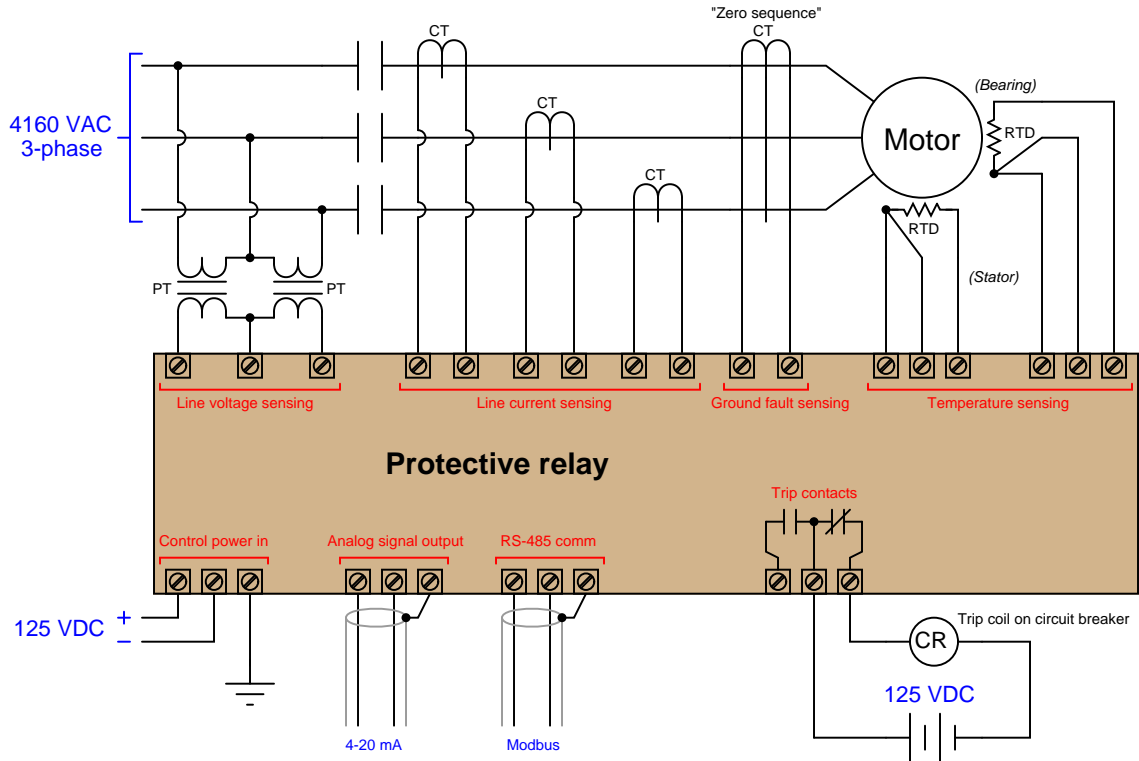 "Zero sequence"
CT
CT
(Bearing)
4160 VAC
3-phase
CT
Motor
RTD
CT
RTD
PT
PT
(Stator)
Line voltage sensing
Line current sensing
Ground fault sensing
Temperature sensing
Protective relay
Trip contacts
Control power in
Analog signal output
RS-485 comm
125 VDC
+
–
Trip coil on circuit breaker
CR
125 VDC
4-20 mA
Modbus